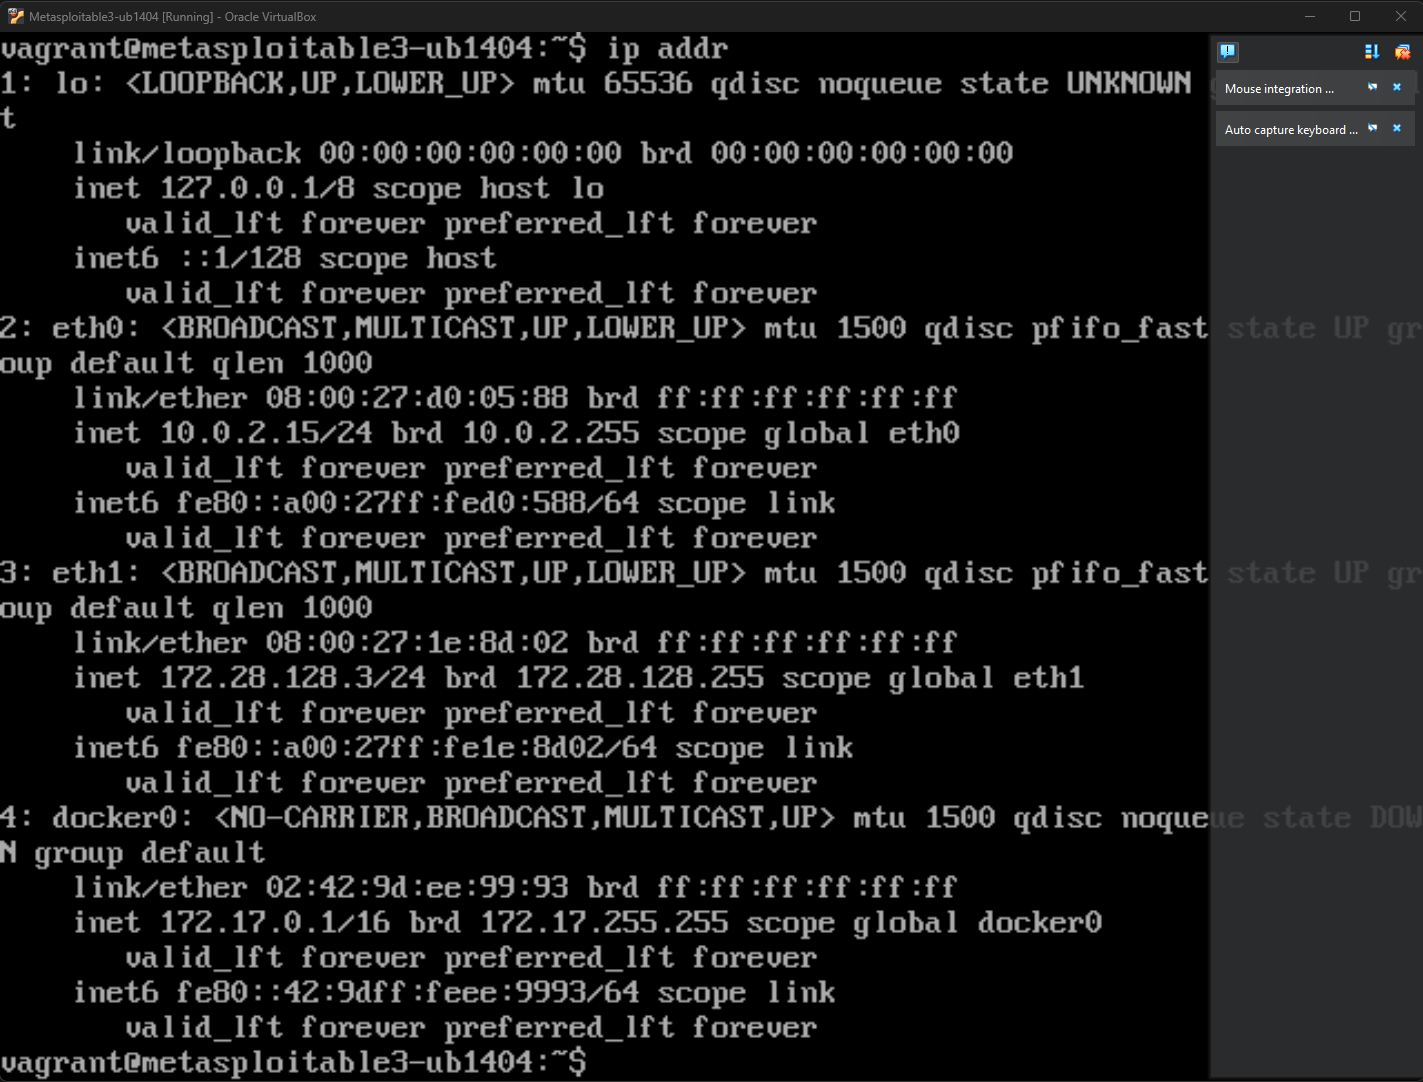 Metasploitable3-ub1404 [Running] - Oracle VirtualBox
vagrant@metasploitable3-ub1404:~$ ip addr
1: lo: <LOOPBACK,UP,LOWER_UP> mtu 65536 qdisc noqueue state UNKNOWN
t
link/loopback 00:00:00:00:00:00 brd 00:00:00:00:00:00
inet 127.0.0.1/8 scope host lo
valid_lft forever preferred_lft forever
inet6 ::1/128 scope host
valid_lft forever preferred_lft forever
2: eth0: <BROADCAST,MULTICAST,UP,LOWER_UP> mtu 1500 qdisc pfifo_fast state UP gr
oup default qlen 1000
link/ether 08:00:27:d0:05:88 brd ff:ff:ff:ff:ff:ff
inet 10.0.2.15/24 brd 10.0.2.255 scope global eth0
valid_lft forever preferred_lft forever
inet6 fe80::a00:27ff:fed0:588/64 scope link
valid_lft forever preferred_lft forever
3: eth1: <BROADCAST,MULTICAST,UP,LOWER_UP> mtu 1500 qdisc pfifo_fast state UP gr
oup default qlen 1000
link/ether 08:00:27:1e:8d:02 brd ff:ff:ff:ff:ff:ff
inet 172.28.128.3/24 brd 172.28.128.255 scope global eth1
valid_lft forever preferred_lft forever
inet6 fe80::a00:27ff:fe1e:8d02/64 scope link
valid_lft forever preferred_lft forever
4: docker0: <NO-CARRIER,BROADCAST,MULTICAST,UP> mtu 1500 qdisc noqueue state DOW
N group default
link/ether 02:42:9d:ee:99:93 brd ff:ff:ff:ff:ff:ff
inet 172.17.0.1/16 brd 172.17.255.255 scope global docker0
valid_lft forever preferred_lft forever
inet6 fe80::42:9dff:feee:9993/64 scope link
valid_lft forever preferred_lft forever
vagrant@metasploitable3-ub1404:~$
Mouse integration ...
Auto capture keyboard ...